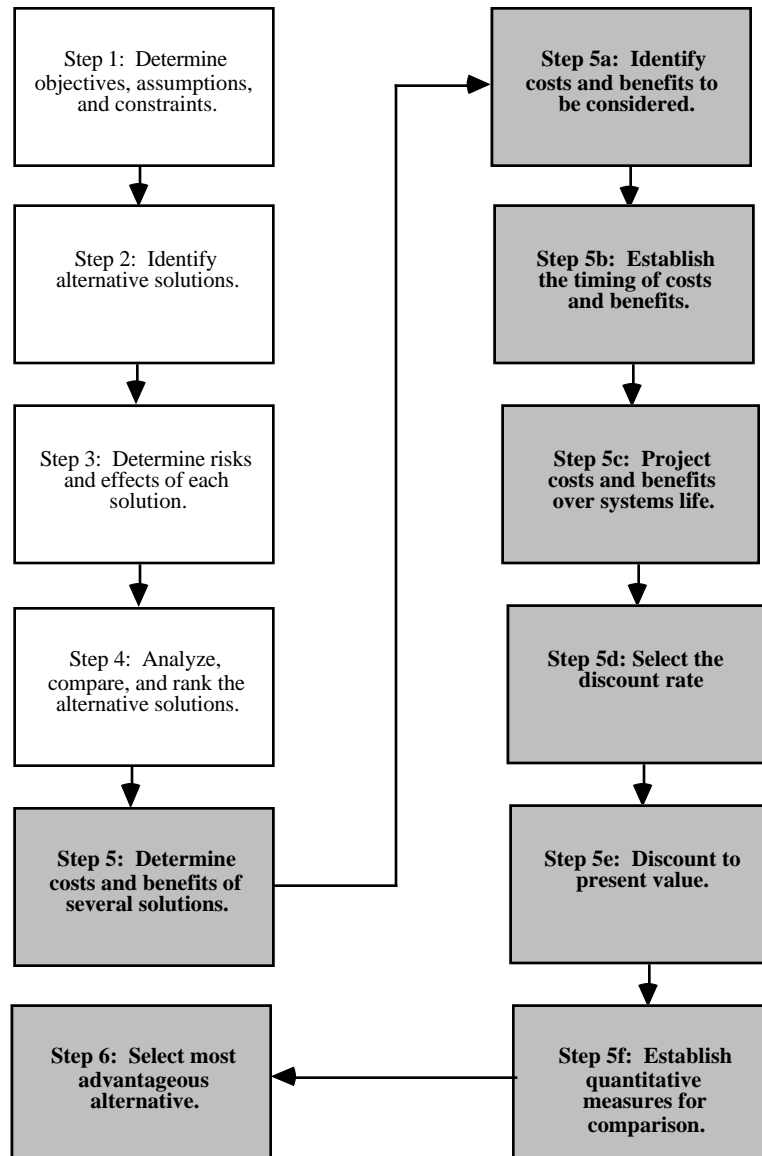 Step 1:  Determine
objectives, assumptions,
and constraints.
Step 2:  Identify
alternative solutions.
Step 3:  Determine risks
and effects of each
solution.
Step 4:  Analyze,
compare, and rank the
alternative solutions.
Step 5:  Determine
costs and benefits of
several solutions.
Step 5a:  Identify
costs and benefits to
be considered.
Step 5b:  Establish
the timing of costs
and benefits.
Step 5c:  Project
costs and benefits
over systems life.
Step 5d: Select the
discount rate
Step 5e:  Discount to
present value.
Step 5f:  Establish
quantitative
measures for
comparison.
Step 6:  Select most
advantageous
alternative.